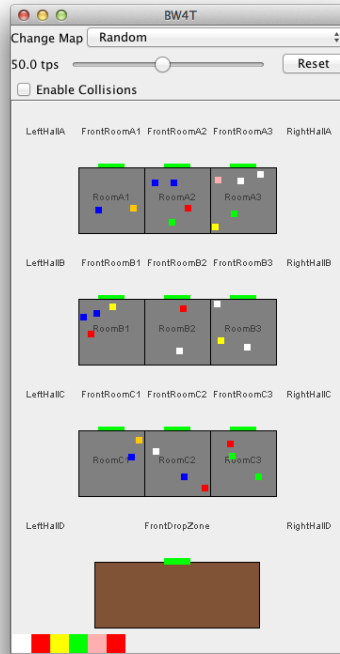 BW4T
Change Map Random
50.0 tps Reset
Enable Collisions
LeftHallA FrontRoomA1 FrontRoomA2 FrontRoomA3 RightHallA
RoomA1 RoomA2 RoomA3
LeftHallB FrontRoomB1 FrontRoomB2 FrontRoomB3 RightHallB
RoomB1 RoomB2 RoomB3
LeftHallC FrontRoomC1 FrontRoomC2 FrontRoomC3 RightHallC
RoomC1 RoomC2 RoomC3
LeftHallD FrontDropZone RightHallD